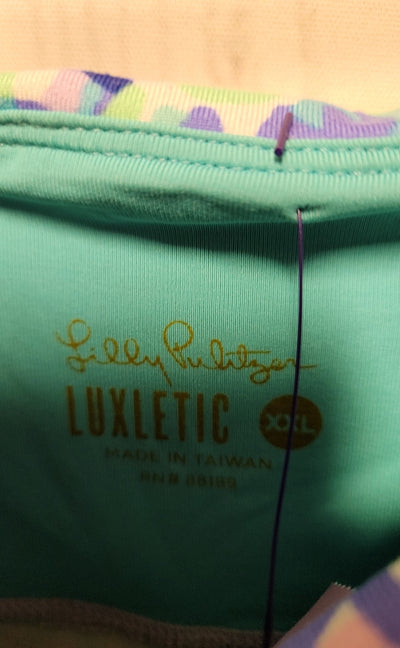 Lilly Pulitzer
LUXLETIC XXL
MADE IN TAIWAN
RN# 88189